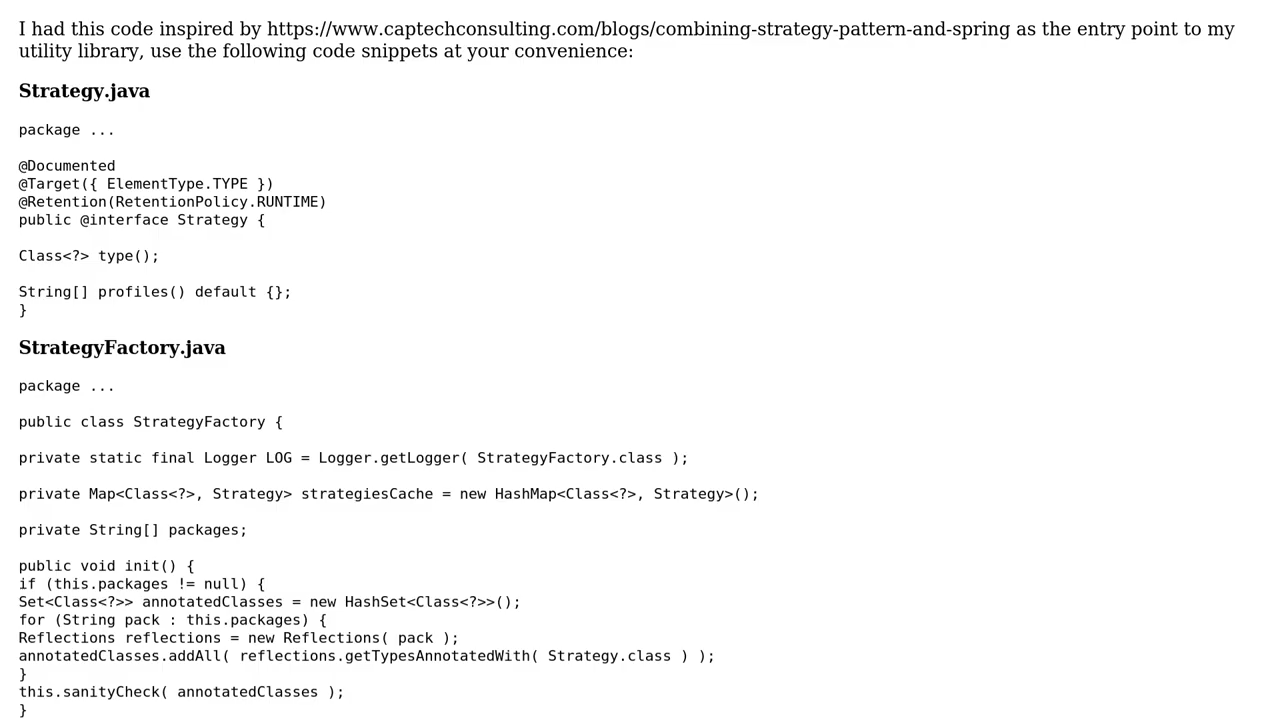 I had this code inspired by https://www.captechconsulting.com/blogs/combining-strategy-pattern-and-spring as the entry point to my
utility library, use the following code snippets at your convenience:
Strategy.java
package ...
@Documented
@Target({ ElementType.TYPE })
@Retention(RetentionPolicy.RUNTIME)
public @interface Strategy {
Class<?> type();
String[] profiles() default {};
}
StrategyFactory.java
package ...
public class StrategyFactory {
private static final Logger LOG = Logger.getLogger( StrategyFactory.class );
private Map<Class<?>, Strategy> strategiesCache = new HashMap<Class<?>, Strategy>();
private String[] packages;
public void init() {
if (this.packages != null) {
Set<Class<?>> annotatedClasses = new HashSet<Class<?>>();
for (String pack : this.packages) {
Reflections reflections = new Reflections( pack );
annotatedClasses.addAll( reflections.getTypesAnnotatedWith( Strategy.class ) );
}
this.sanityCheck( annotatedClasses );
}